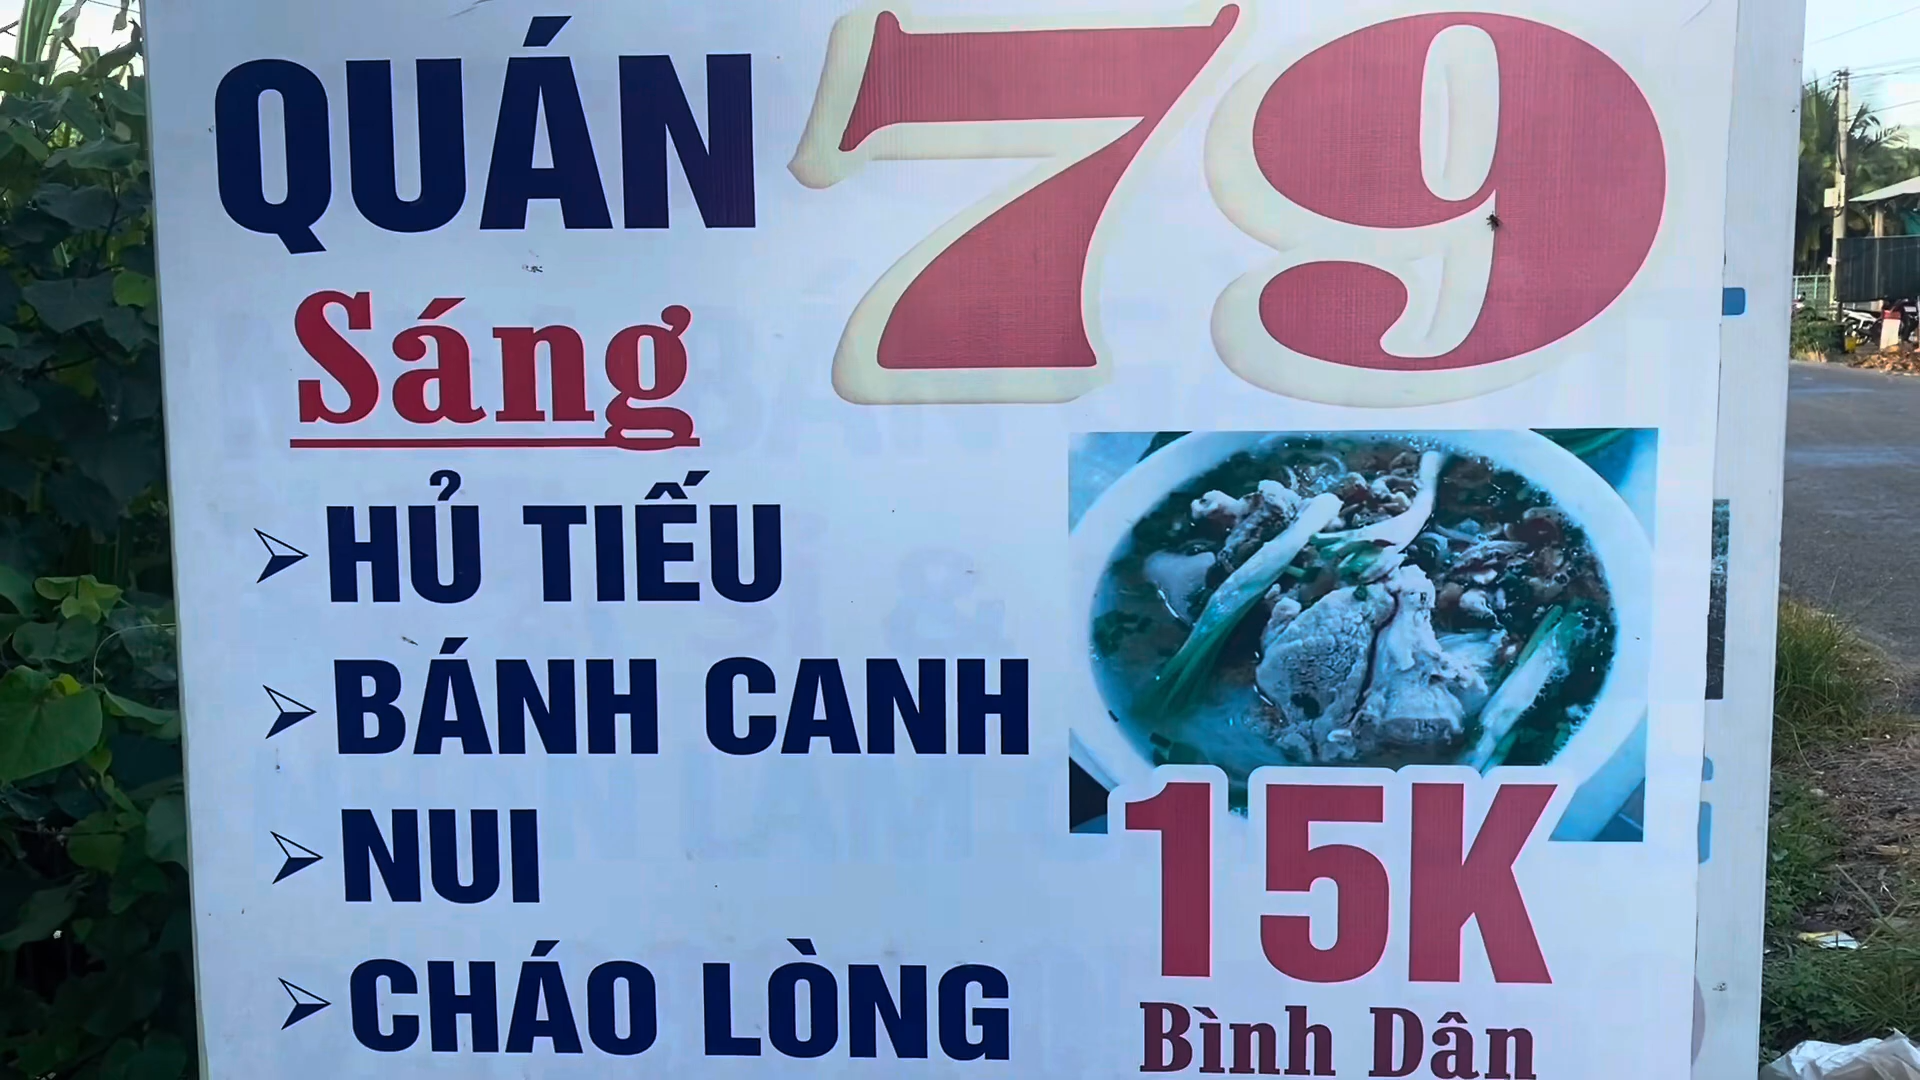 QUÁN 79
Sáng
HỦ TIẾU
BÁNH CANH
NUI
CHÁO LÒNG
15K
Bình Dân